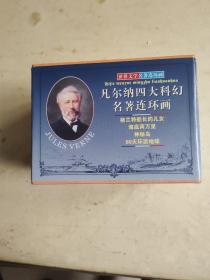 世界文学名著连环画
凡尔纳四大科幻
名著连环画
格兰特船长的儿女
海底两万里
神秘岛
80天环游地球
JULES VERNE